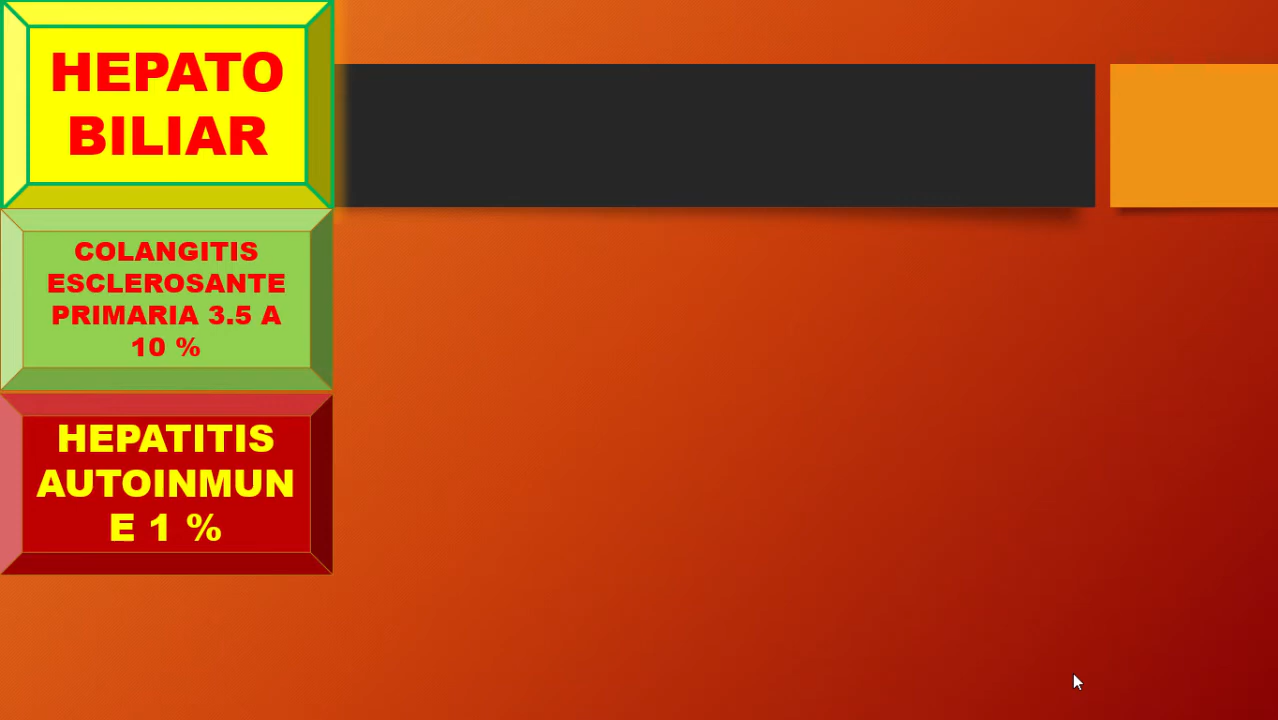 HEPATO
BILIAR
COLANGITIS
ESCLEROSANTE
PRIMARIA 3.5 A
10 %
HEPATITIS
AUTOINMUN
E 1 %